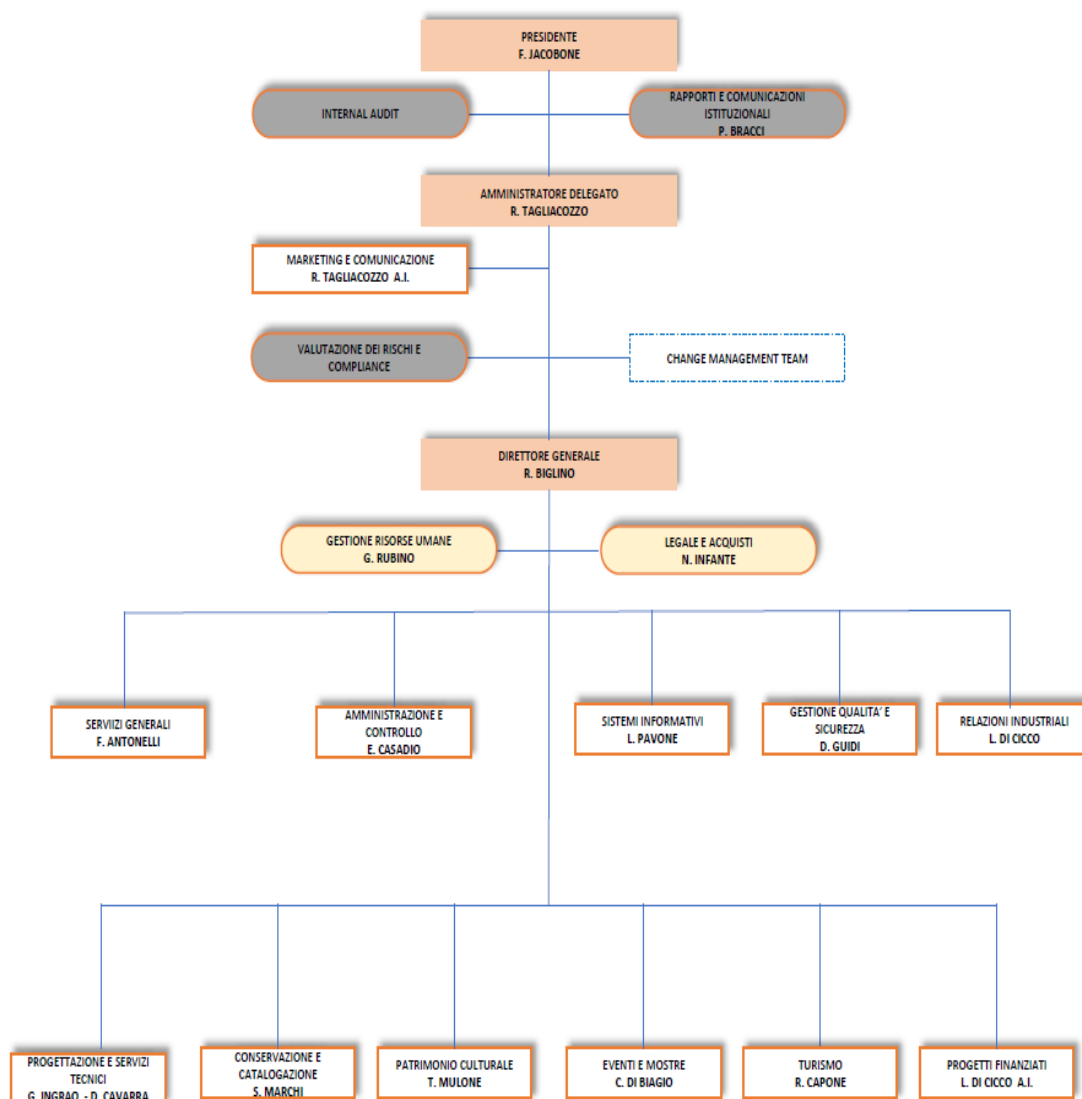 PRESIDENTE
F. JACOBONE
INTERNAL AUDIT
RAPPORTI E COMUNICAZIONI
ISTITUZIONALI
P. BRACCI
AMMINISTRATORE DELEGATO
R. TAGLIACOZZO
MARKETING E COMUNICAZIONE
R. TAGLIACOZZO A.I.
VALUTAZIONE DEI RISCHI E
COMPLIANCE
CHANGE MANAGEMENT TEAM
DIRETTORE GENERALE
R. BIGLINO
GESTIONE RISORSE UMANE
G. RUBINO
LEGALE E ACQUISTI
N. INFANTE
SERVIIZI GENERALI
F. ANTONELLI
AMMINISTRAZIONE E
CONTROLLO
E. CASADIO
SISTEMI INFORMATIVI
L. PAVONE
GESTIONE QUALITA' E
SICUREZZA
D. GUIDI
RELAZIONI INDUSTRIALI
L. DI CICCO
PROGETTAZIONE E SERVIZI
TECNICI
G. INGRAO - D. CAVARRA
CONSERVAZIONE E
CATALOGAZIONE
S. MARCHI
PATRIMONIO CULTURALE
T. MULONE
EVENTI E MOSTRE
C. DI BIAGIO
TURISMO
R. CAPONE
PROGETTI FINANZIATI
L. DI CICCO A.I.